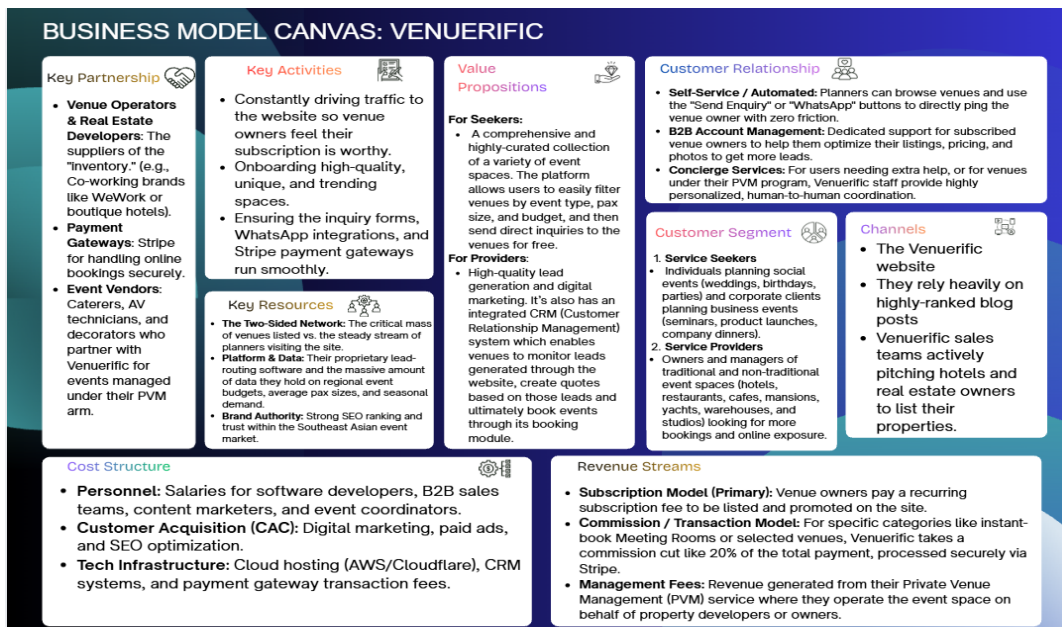 BUSINESS MODEL CANVAS: VENUERIFIC
Key Partnership
• Venue Operators
& Real Estate
Developers: The
suppliers of the
"inventory." (e.g.,
Co-working brands
like WeWork or
boutique hotels).
• Payment
Gateways: Stripe
for handling online
bookings securely.
• Event Vendors:
Caterers, AV
technicians, and
decorators who
partner with
Venuerific for
events managed
under their PVM
arm.
Key Activities
• Constantly driving traffic to
the website so venue
owners feel their
subscription is worthy.
• Onboarding high-quality,
unique, and trending
spaces.
• Ensuring the inquiry forms,
WhatsApp integrations, and
Stripe payment gateways
run smoothly.
Key Resources
• The Two-Sided Network: The critical mass
of venues listed vs. the steady stream of
planners visiting the site.
• Platform & Data: Their proprietary lead-
routing software and the massive amount
of data they hold on regional event
budgets, average pax sizes, and seasonal
demand.
• Brand Authority: Strong SEO ranking and
trust within the Southeast Asian event
market.
Value
Propositions
For Seekers:
• A comprehensive and
highly-curated collection
of a variety of event
spaces. The platform
allows users to easily filter
venues by event type, pax
size, and budget, and then
send direct inquiries to the
venues for free.
For Providers:
• High-quality lead
generation and digital
marketing. It's also has an
integrated CRM (Customer
Relationship Management)
system which enables
venues to monitor leads
generated through the
website, create quotes
based on those leads and
ultimately book events
through its booking
module.
Customer Relationship
• Self-Service / Automated: Planners can browse venues and use
the "Send Enquiry" or "WhatsApp" buttons to directly ping the
venue owner with zero friction.
• B2B Account Management: Dedicated support for subscribed
venue owners to help them optimize their listings, pricing, and
photos to get more leads.
• Concierge Services: For users needing extra help, or for venues
under their PVM program, Venuerific staff provide highly
personalized, human-to-human coordination.
Customer Segment
1. Service Seekers
• Individuals planning social
events (weddings, birthdays,
parties) and corporate clients
planning business events
(seminars, product launches,
company dinners).
2. Service Providers
• Owners and managers of
traditional and non-traditional
event spaces (hotels,
restaurants, cafes, mansions,
yachts, warehouses, and
studios) looking for more
bookings and online exposure.
Channels
• The Venuerific
website
• They rely heavily on
highly-ranked blog
posts
• Venuerific sales
teams actively
pitching hotels and
real estate owners
to list their
properties.
Cost Structure
• Personnel: Salaries for software developers, B2B sales
teams, content marketers, and event coordinators.
• Customer Acquisition (CAC): Digital marketing, paid ads,
and SEO optimization.
• Tech Infrastructure: Cloud hosting (AWS/Cloudflare), CRM
systems, and payment gateway transaction fees.
Revenue Streams
• Subscription Model (Primary): Venue owners pay a recurring
subscription fee to be listed and promoted on the site.
• Commission / Transaction Model: For specific categories like instant-
book Meeting Rooms or selected venues, Venuerific takes a
commission cut like 20% of the total payment, processed securely via
Stripe.
• Management Fees: Revenue generated from their Private Venue
Management (PVM) service where they operate the event space on
behalf of property developers or owners.